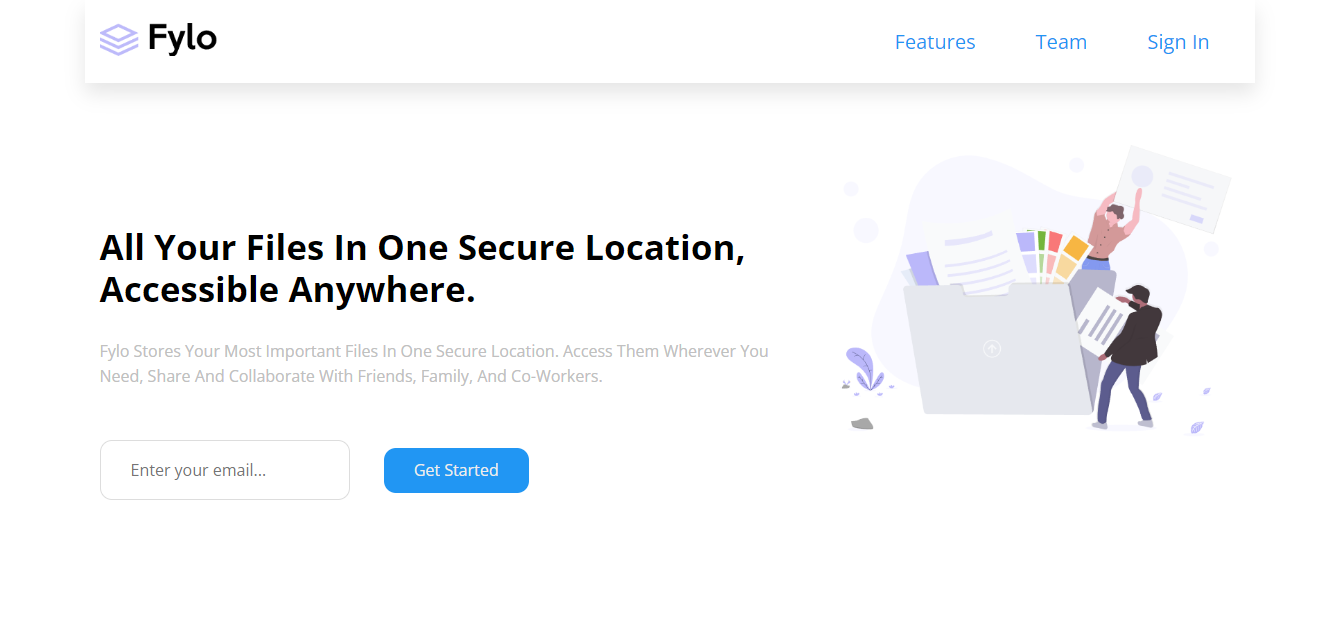 Fylo
Features Team Sign In
All Your Files In One Secure Location,
Accessible Anywhere.
Fylo Stores Your Most Important Files In One Secure Location. Access Them Wherever You
Need, Share And Collaborate With Friends, Family, And Co-Workers.
Enter your email...
Get Started